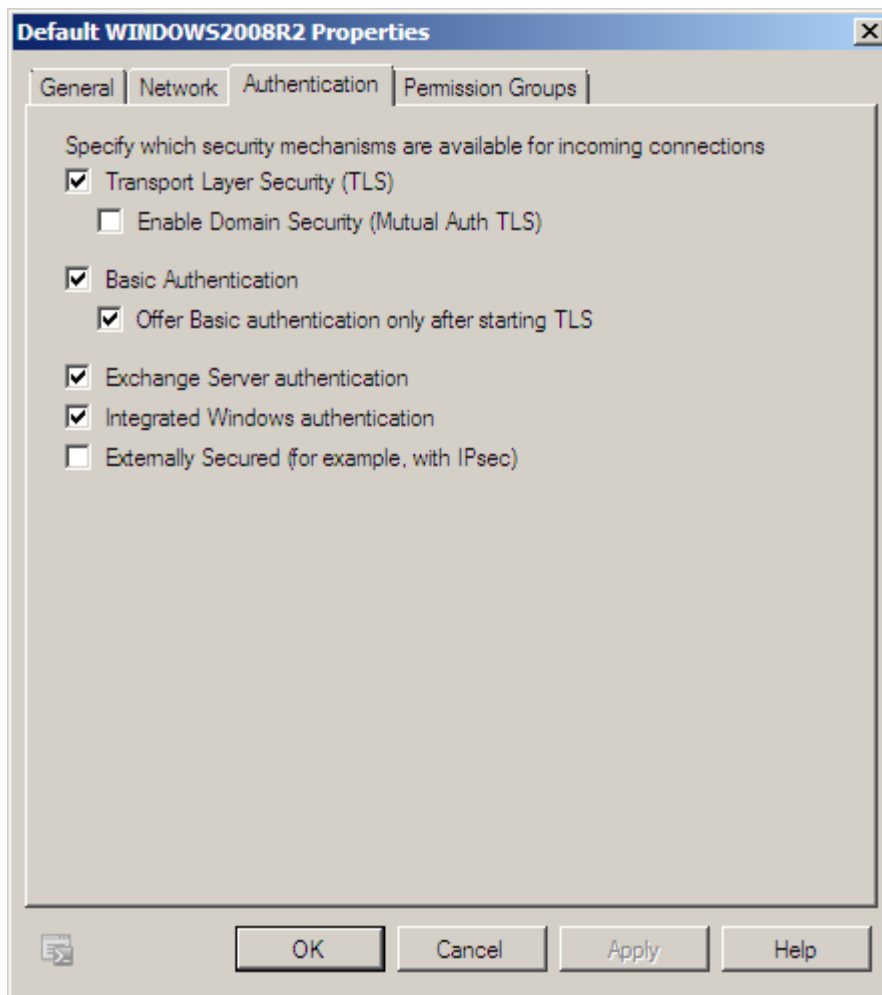 Default WINDOWS2008R2 Properties
General Network Authentication Permission Groups
Specify which security mechanisms are available for incoming connections
Transport Layer Security (TLS)
Enable Domain Security (Mutual Auth TLS)
Basic Authentication
Offer Basic authentication only after starting TLS
Exchange Server authentication
Integrated Windows authentication
Externally Secured (for example, with IPsec)
OK Cancel Apply Help